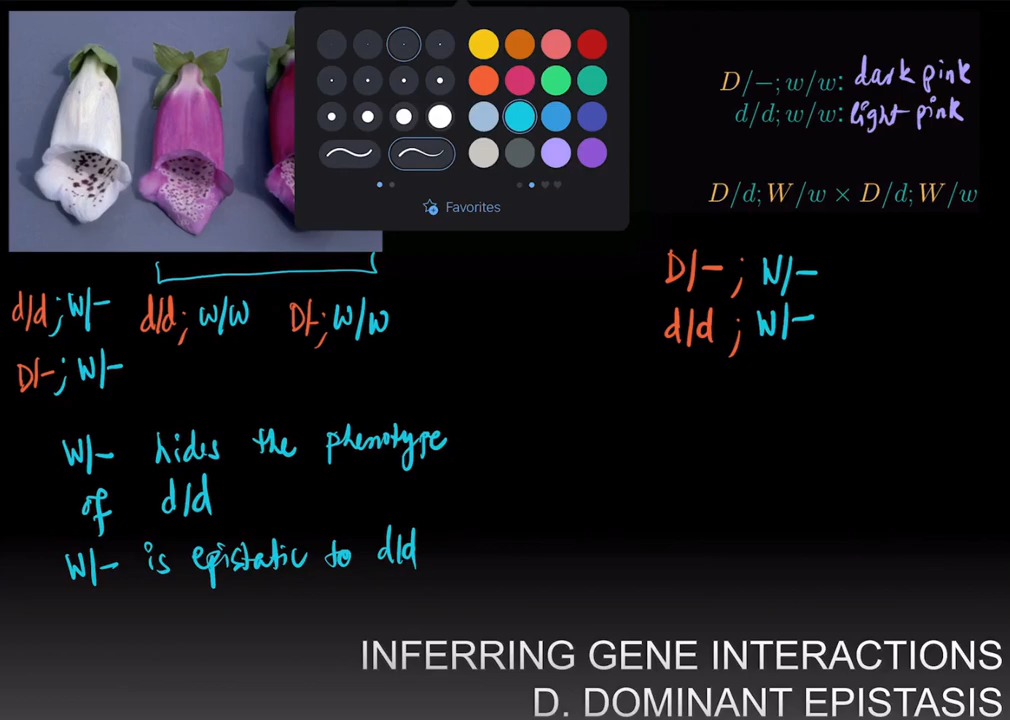 Favorites
D/−; w/w: dark pink
d/d; w/w: light pink
D/d; W/w × D/d; W/w
D/− ; W/−
d/d ; W/−
d/d; W/− d/d; w/w D/−; w/w
D/−; W/−
W/− hides the phenotype
of d/d
W/− is epistatic to d/d
INFERRING GENE INTERACTIONS
D. DOMINANT EPISTASIS